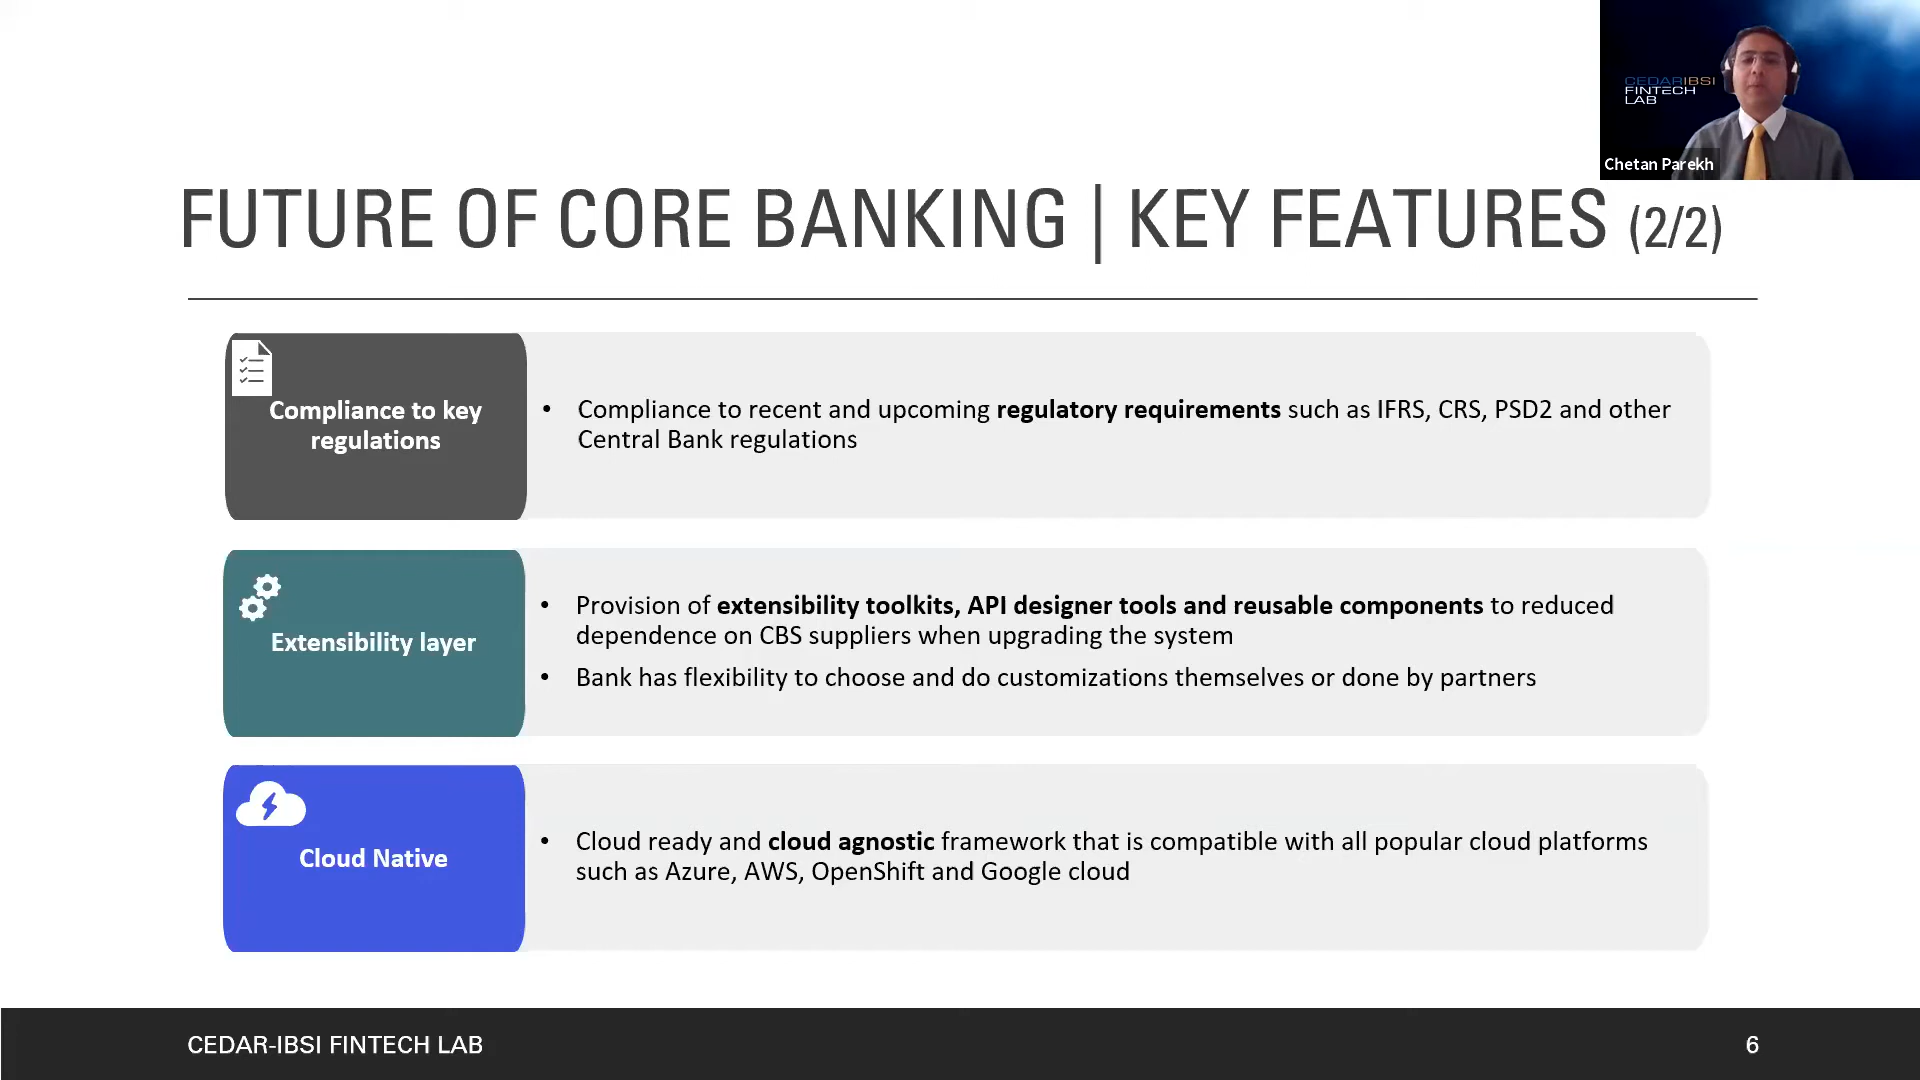 CEDARIBSI
FINTECH
LAB
Chetan Parekh
FUTURE OF CORE BANKING | KEY FEATURES (2/2)
Compliance to key
regulations
• Compliance to recent and upcoming regulatory requirements such as IFRS, CRS, PSD2 and other
Central Bank regulations
Extensibility layer
• Provision of extensibility toolkits, API designer tools and reusable components to reduced
dependence on CBS suppliers when upgrading the system
• Bank has flexibility to choose and do customizations themselves or done by partners
Cloud Native
• Cloud ready and cloud agnostic framework that is compatible with all popular cloud platforms
such as Azure, AWS, OpenShift and Google cloud
CEDAR-IBSI FINTECH LAB
6